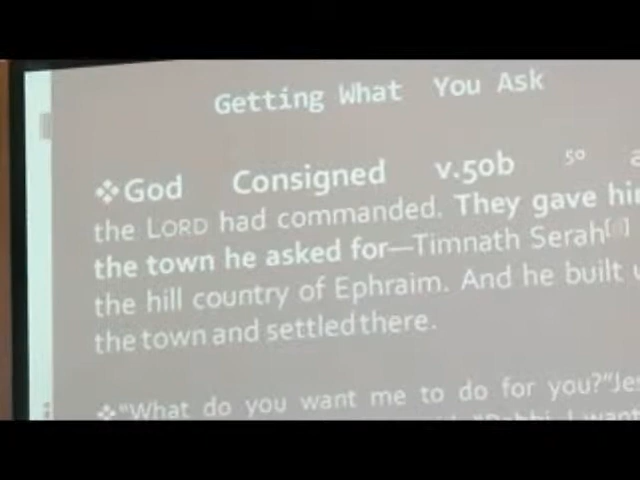 Getting What You Ask
❖God Consigned v.50b 50
the LORD had commanded. They gave him
the town he asked for—Timnath Serah[
the hill country of Ephraim. And he built
the town and settled there.
❖"What do you want me to do for you?"
"Rabbi, I want